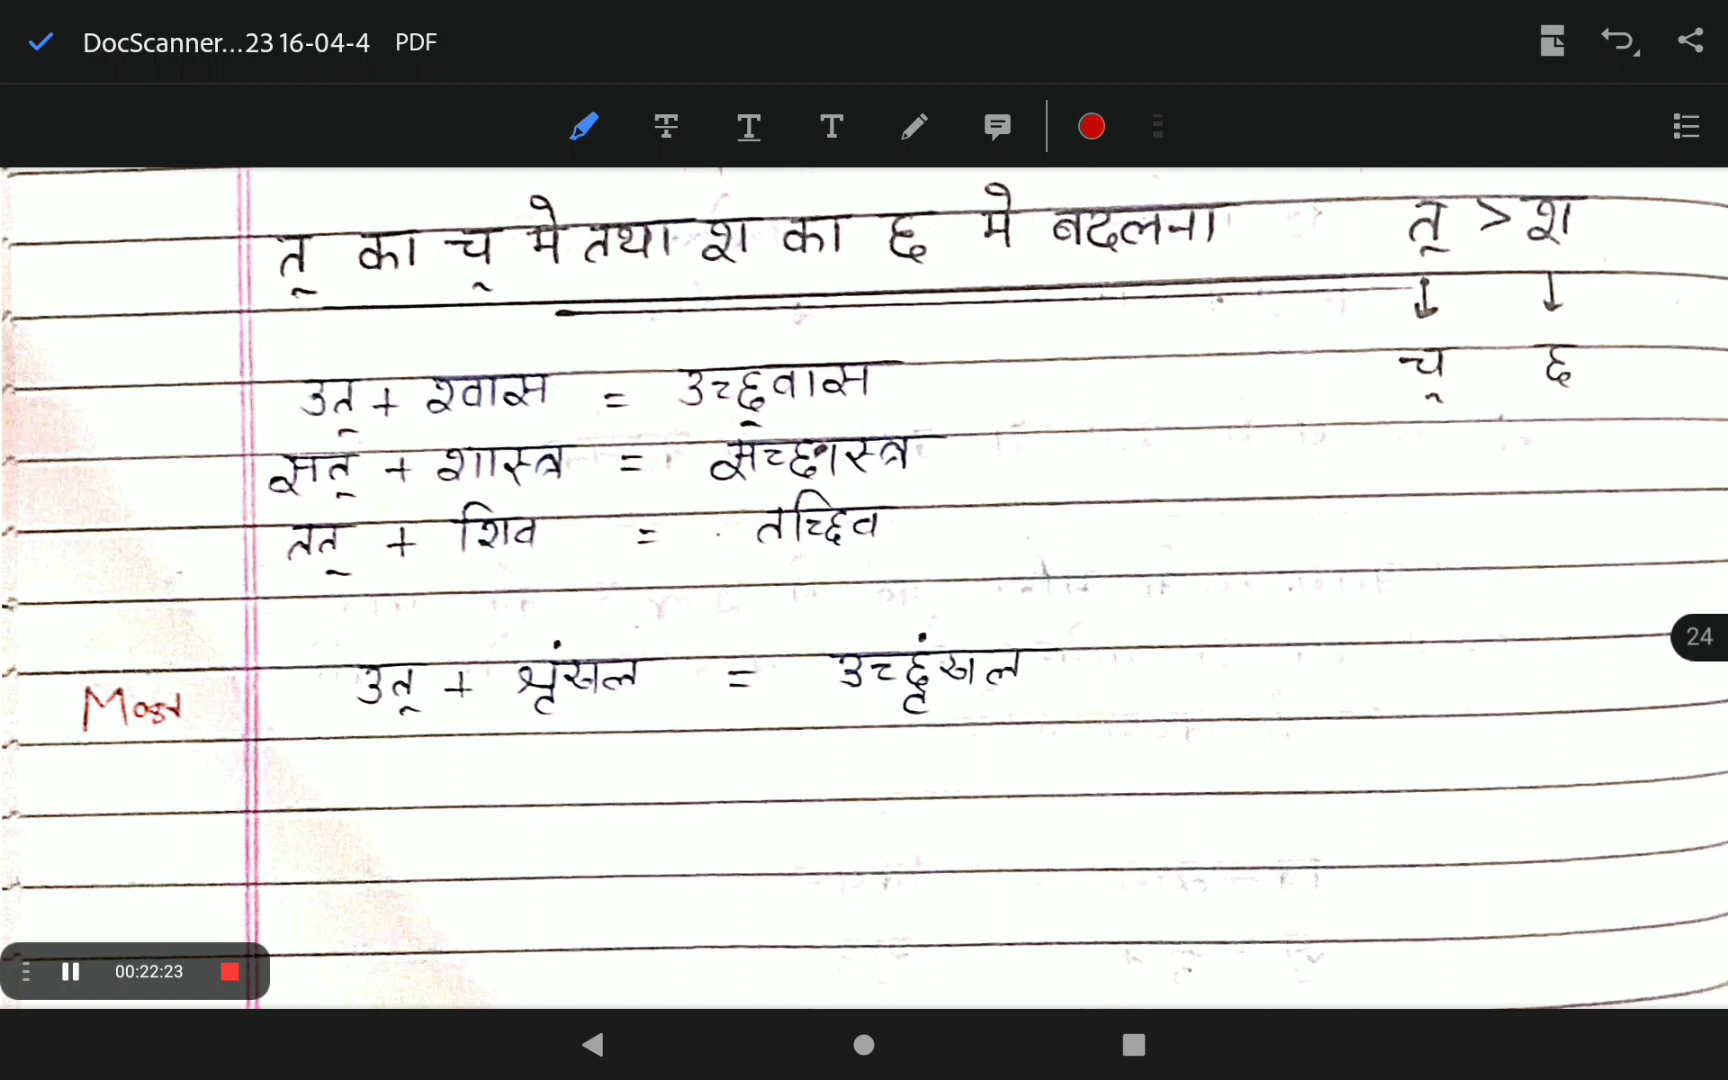 DocScanner...23 16-04-4 PDF
त् का च् मे तथा श का छ मे बदलना त् > श
↓ ↓
च् छ
उत् + श्वास = उच्छ्वास
सत् + शास्त्र = सच्छास्त्र
तत् + शिव = तच्छिव
24
Most उत् + शृंखल = उच्छृंखल
00:22:23